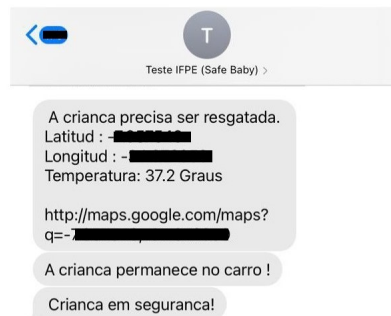 T
Teste IFPE (Safe Baby) >
A crianca precisa ser resgatada.
Latitud : -
Longitud : -
Temperatura: 37.2 Graus
http://maps.google.com/maps?
q=-7
A crianca permanece no carro !
Crianca em seguranca!